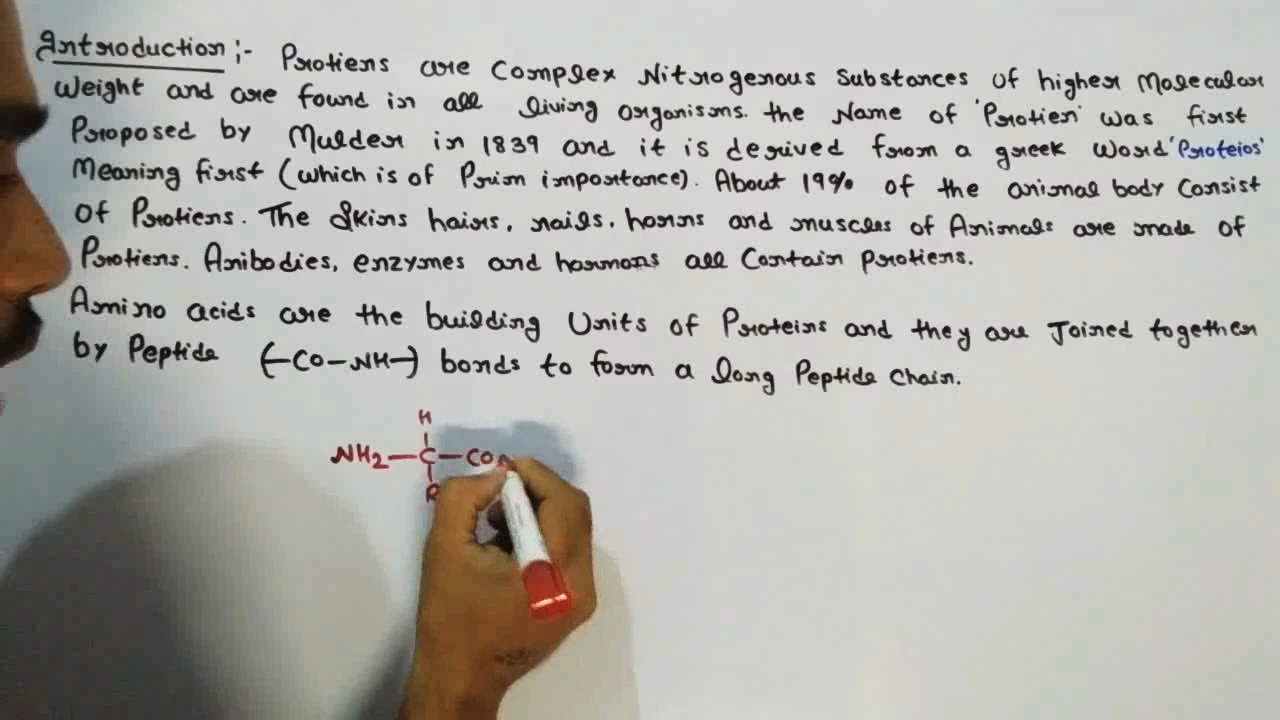 Introduction :- Protiens are Complex Nitrogenous Substances of higher Molecular
Weight and are found in all living organisms. the Name of 'Protien' was first
Proposed by Mulder in 1839 and it is derived from a greek word 'Proteios'
Meaning first (which is of Prim importance). About 19% of the animal body Consist
of Protiens. The Skins hairs, nails, horns and muscles of Animals are made of
Protiens. Anibodies, enzymes and harmons all Contain protiens.
Amino acids are the building Units of Proteins and they are Joined together
by Peptide (-CO-NH-) bonds to form a long Peptide Chain.
H
NH2-C-CO
R